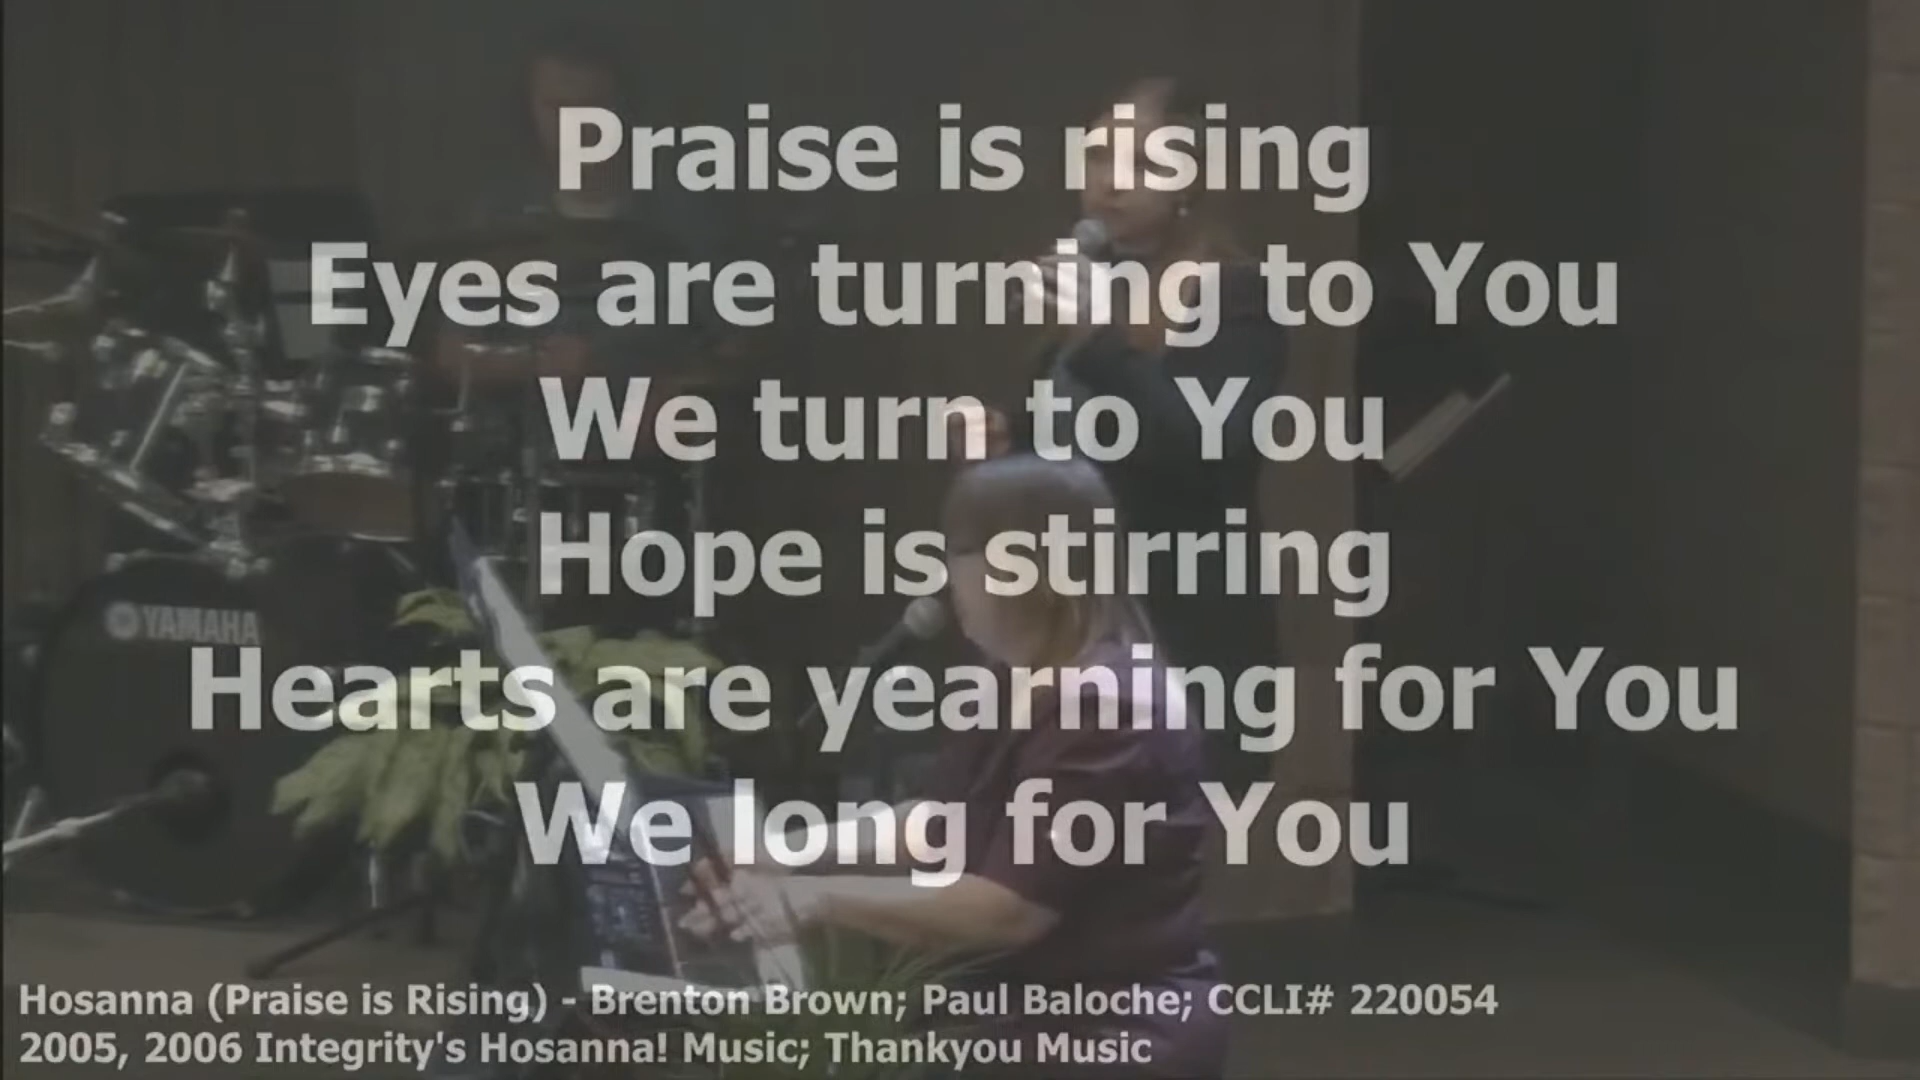 Praise is rising
Eyes are turning to You
We turn to You
Hope is stirring
Hearts are yearning for You
We long for You
YAMAHA
Hosanna (Praise is Rising) - Brenton Brown; Paul Baloche; CCLI# 220054
2005, 2006 Integrity's Hosanna! Music; Thankyou Music